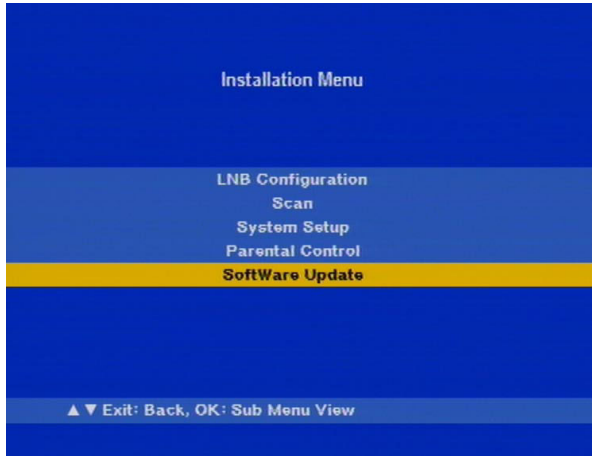 Installation Menu
LNB Configuration
Scan
System Setup
Parental Control
SoftWare Update
▲▼ Exit: Back, OK: Sub Menu View